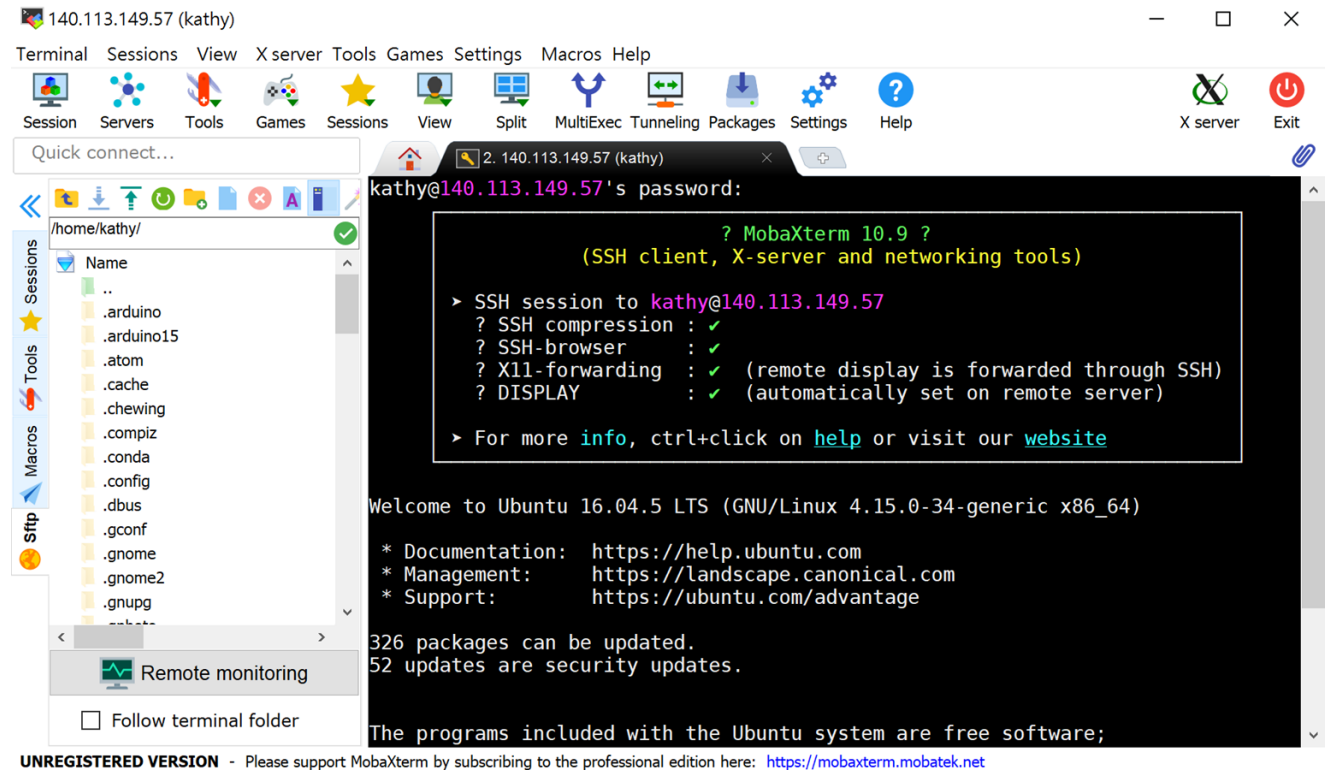 140.113.149.57 (kathy)
Terminal Sessions View X server Tools Games Settings Macros Help
Session Servers Tools Games Sessions View Split MultiExec Tunneling Packages Settings Help X server Exit
Quick connect...
2. 140.113.149.57 (kathy)
/home/kathy/
Name
..
.arduino
.arduino15
.atom
.cache
.chewing
.compiz
.conda
.config
.dbus
.gconf
.gnome
.gnome2
.gnupg
Sessions
Tools
Macros
Sftp
Remote monitoring
Follow terminal folder
kathy@140.113.149.57's password:
? MobaXterm 10.9 ?
(SSH client, X-server and networking tools)
➤ SSH session to kathy@140.113.149.57
? SSH compression : ✔
? SSH-browser : ✔
? X11-forwarding : ✔ (remote display is forwarded through SSH)
? DISPLAY : ✔ (automatically set on remote server)
➤ For more info, ctrl+click on help or visit our website
Welcome to Ubuntu 16.04.5 LTS (GNU/Linux 4.15.0-34-generic x86_64)
* Documentation: https://help.ubuntu.com
* Management: https://landscape.canonical.com
* Support: https://ubuntu.com/advantage
326 packages can be updated.
52 updates are security updates.
The programs included with the Ubuntu system are free software;
UNREGISTERED VERSION - Please support MobaXterm by subscribing to the professional edition here: https://mobaxterm.mobatek.net